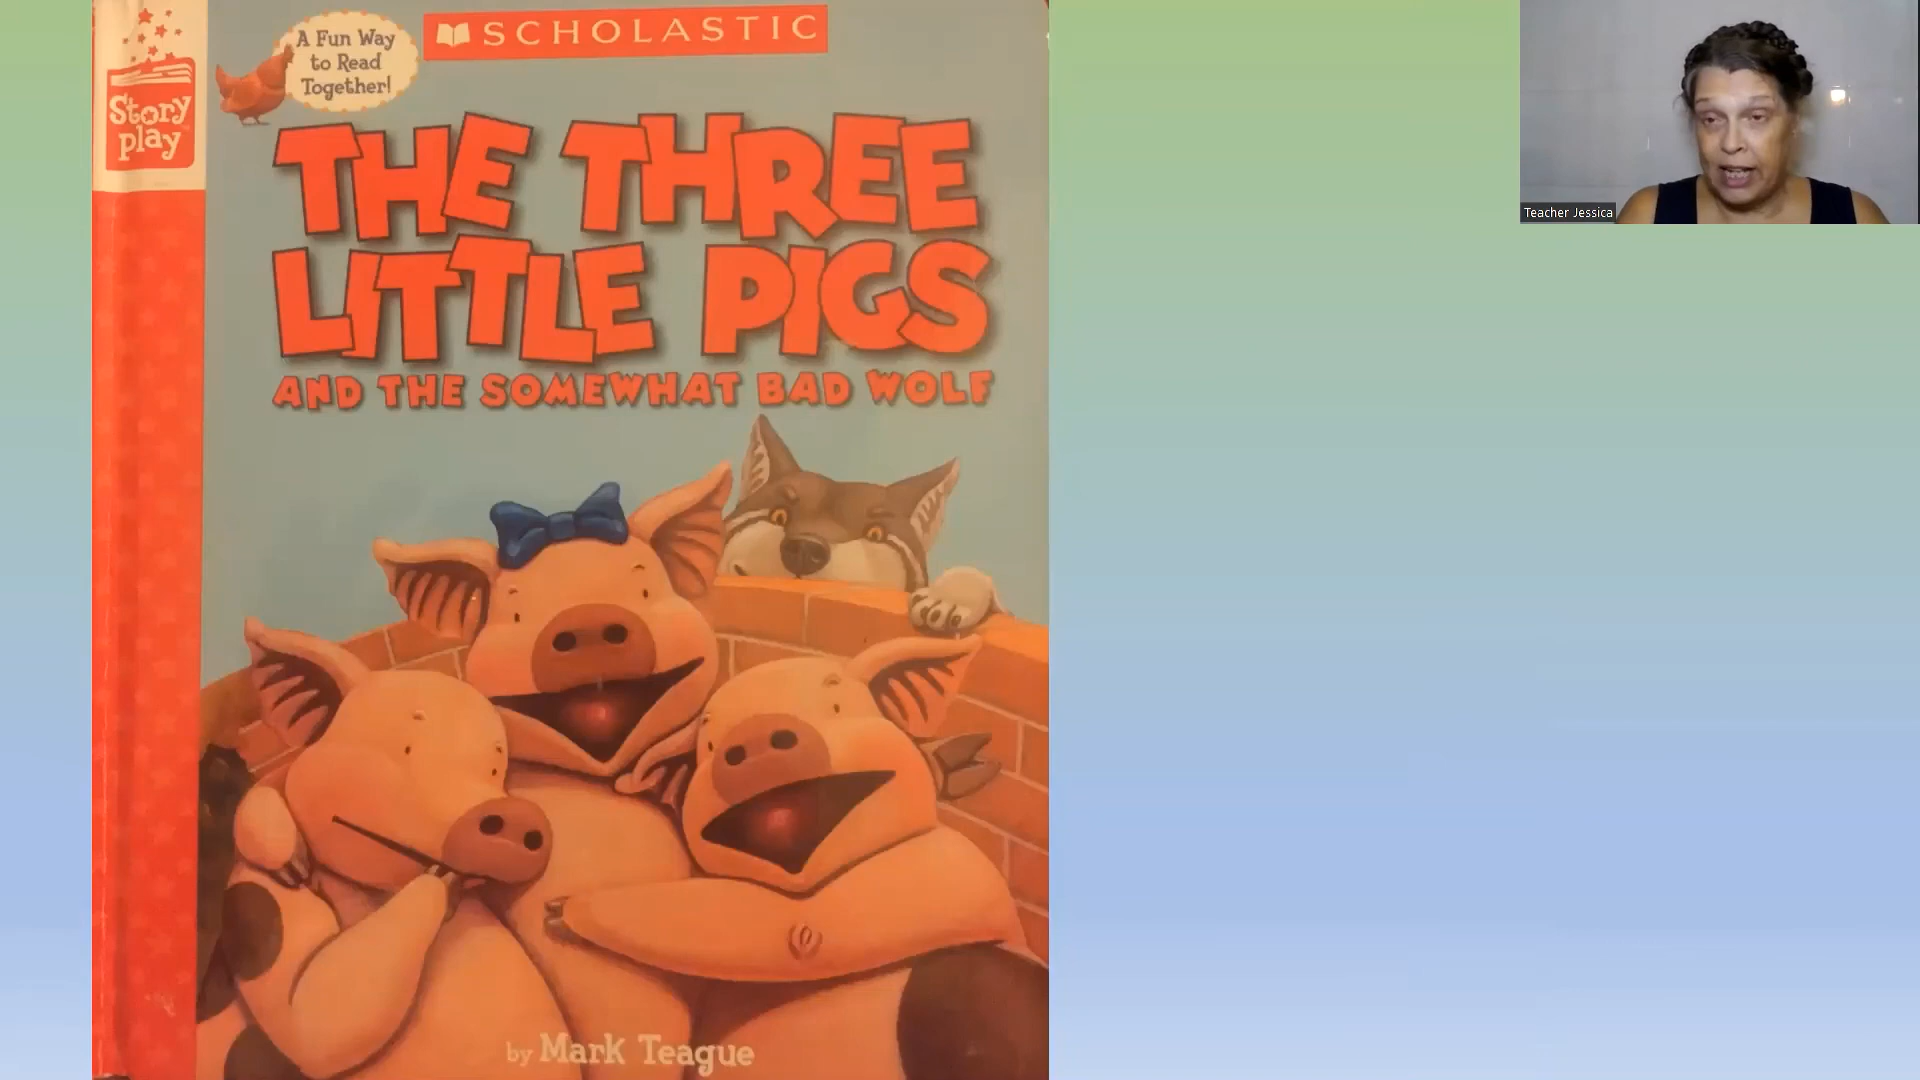 Story
play
A Fun Way
to Read
Together!
SCHOLASTIC
THE THREE
LITTLE PIGS
AND THE SOMEWHAT BAD WOLF
by Mark Teague
Teacher Jessica